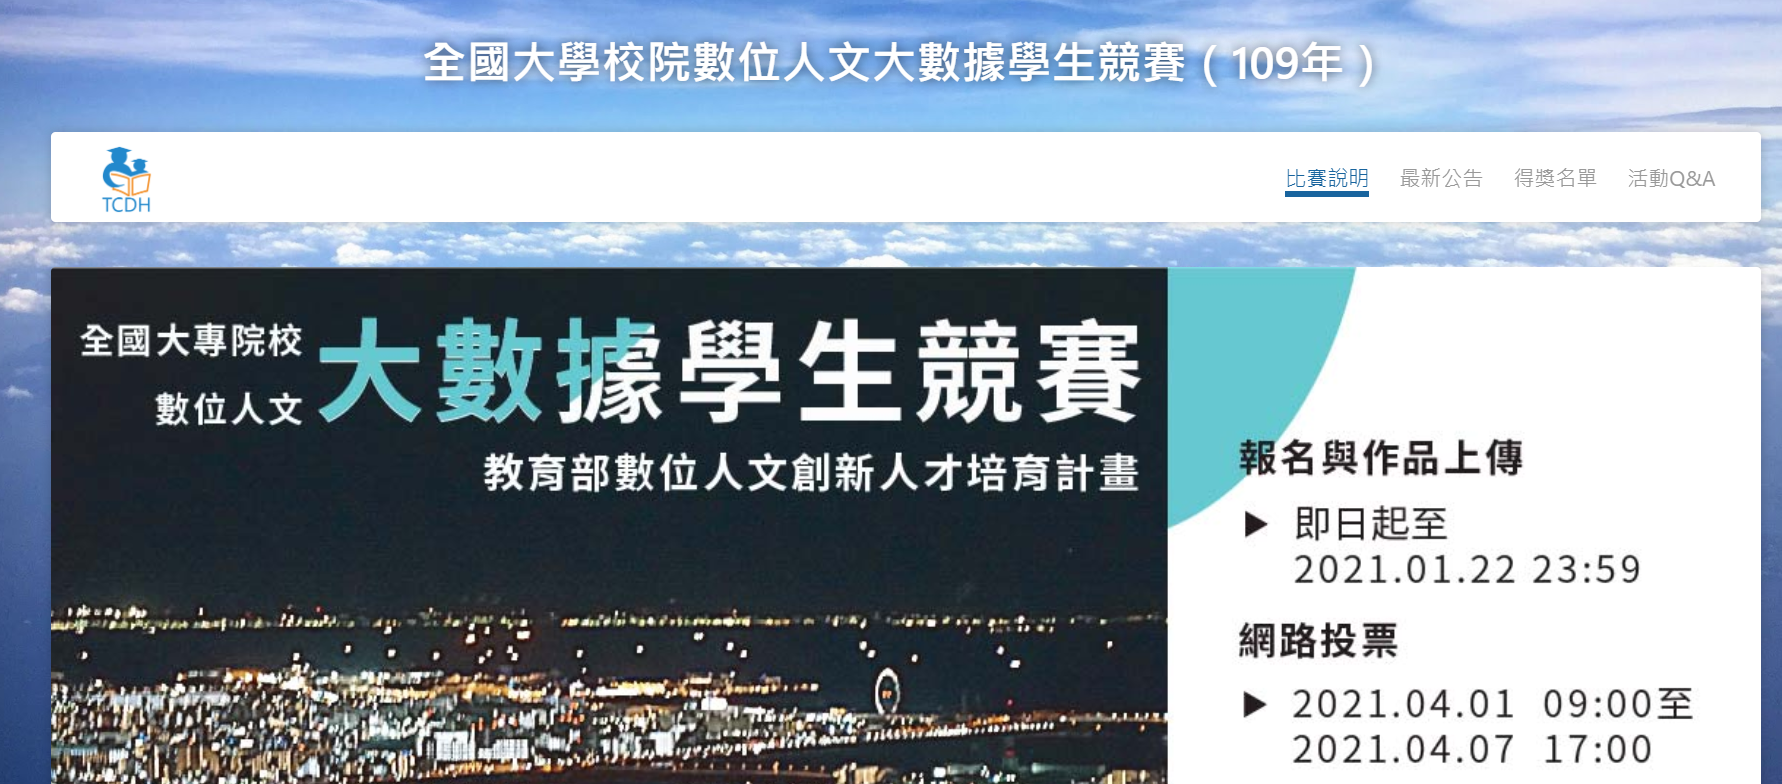 全國大學校院數位人文大數據學生競賽（109年）
TCDH
比賽說明 最新公告 得獎名單 活動Q&A
全國大專院校
數位人文
大數據學生競賽
教育部數位人文創新人才培育計畫
報名與作品上傳
▶ 即日起至
2021.01.22 23:59
網路投票
▶ 2021.04.01 09:00至
2021.04.07 17:00